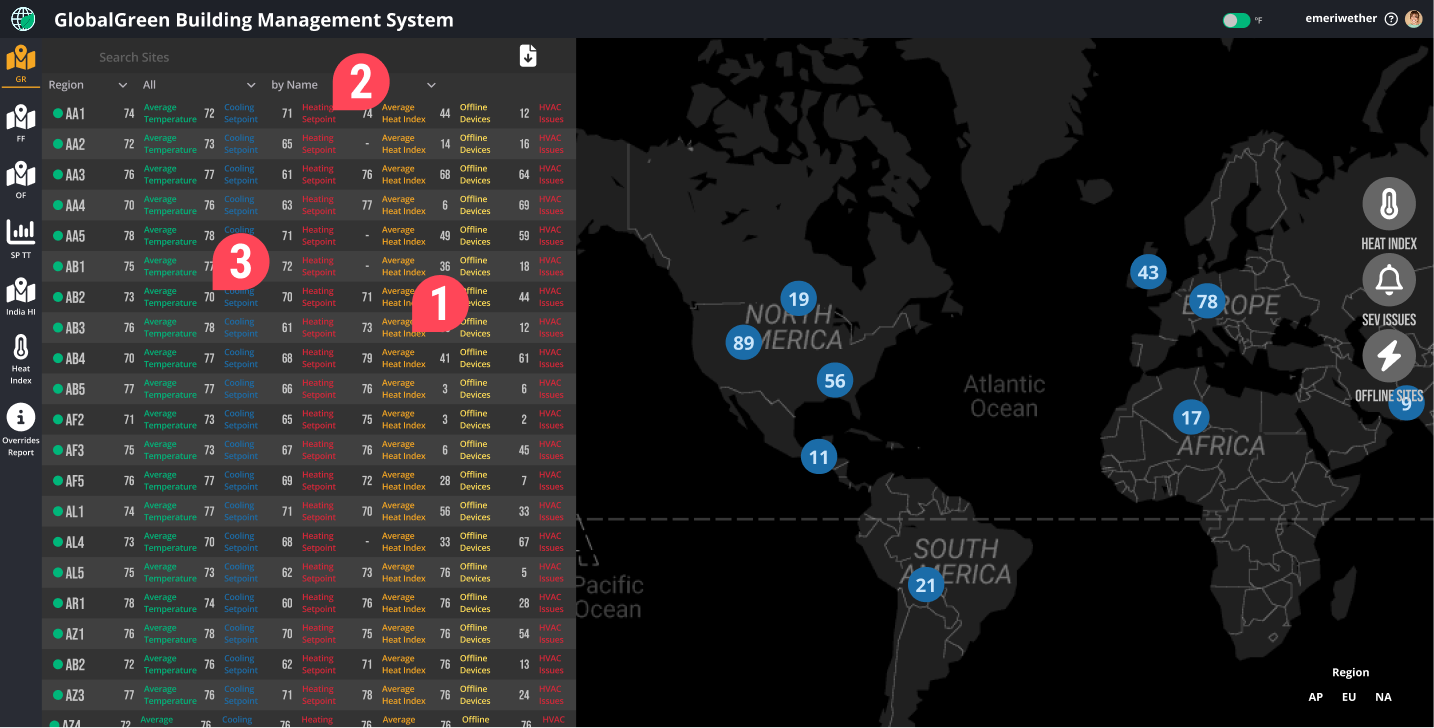 GlobalGreen Building Management System
°F
emeriwether
GR
FF
OF
SP TT
India HI
Heat
Index
Overrides
Report
Search Sites
Region All by Name
2
3
1
AA1 74 Average Temperature 72 Cooling Setpoint 71 Heating Setpoint 74 Average Heat Index 44 Offline Devices 12 HVAC Issues
AA2 72 Average Temperature 73 Cooling Setpoint 65 Heating Setpoint - Average Heat Index 14 Offline Devices 16 HVAC Issues
AA3 76 Average Temperature 77 Cooling Setpoint 61 Heating Setpoint 76 Average Heat Index 68 Offline Devices 64 HVAC Issues
AA4 70 Average Temperature 76 Cooling Setpoint 63 Heating Setpoint 77 Average Heat Index 6 Offline Devices 69 HVAC Issues
AA5 78 Average Temperature 78 Cooling 71 Heating Setpoint - Average Heat Index 49 Offline Devices 59 HVAC Issues
AB1 75 Average Temperature 77 72 Heating Setpoint - Average Heat Index 36 Offline Devices 18 HVAC Issues
AB2 73 Average Temperature 70 Cooling Setpoint 70 Heating Setpoint 71 Average Heat In Devices 44 HVAC Issues
AB3 76 Average Temperature 78 Cooling Setpoint 61 Heating Setpoint 73 Average Heat Index Offline Devices 12 HVAC Issues
AB4 70 Average Temperature 77 Cooling Setpoint 68 Heating Setpoint 79 Average Heat Index 41 Offline Devices 61 HVAC Issues
AB5 77 Average Temperature 77 Cooling Setpoint 66 Heating Setpoint 76 Average Heat Index 3 Offline Devices 6 HVAC Issues
AF2 71 Average Temperature 73 Cooling Setpoint 65 Heating Setpoint 75 Average Heat Index 3 Offline Devices 2 HVAC Issues
AF3 75 Average Temperature 73 Cooling Setpoint 67 Heating Setpoint 76 Average Heat Index 6 Offline Devices 45 HVAC Issues
AF5 76 Average Temperature 77 Cooling Setpoint 69 Heating Setpoint 72 Average Heat Index 28 Offline Devices 7 HVAC Issues
AL1 74 Average Temperature 77 Cooling Setpoint 71 Heating Setpoint 70 Average Heat Index 56 Offline Devices 33 HVAC Issues
AL4 73 Average Temperature 70 Cooling Setpoint 68 Heating Setpoint - Average Heat Index 33 Offline Devices 67 HVAC Issues
AL5 75 Average Temperature 73 Cooling Setpoint 62 Heating Setpoint 73 Average Heat Index 76 Offline Devices 5 HVAC Issues
AR1 78 Average Temperature 74 Cooling Setpoint 60 Heating Setpoint 76 Average Heat Index 76 Offline Devices 28 HVAC Issues
AZ1 76 Average Temperature 78 Cooling Setpoint 70 Heating Setpoint 75 Average Heat Index 76 Offline Devices 54 HVAC Issues
AB2 72 Average Temperature 76 Cooling Setpoint 62 Heating Setpoint 71 Average Heat Index 76 Offline Devices 13 HVAC Issues
AZ3 77 Average Temperature 76 Cooling Setpoint 71 Heating Setpoint 78 Average Heat Index 76 Offline Devices 24 HVAC Issues
AZ4 72 Average 76 Cooling 76 Heating 76 Average 76 Offline 76 HVAC
43
19
78
89
56
17
9
11
21
NORTH
AMERICA
EUROPE
Atlantic
Ocean
AFRICA
SOUTH
AMERICA
Pacific
Ocean
HEAT INDEX
SEV ISSUES
OFFLINE SITES
Region
AP EU NA